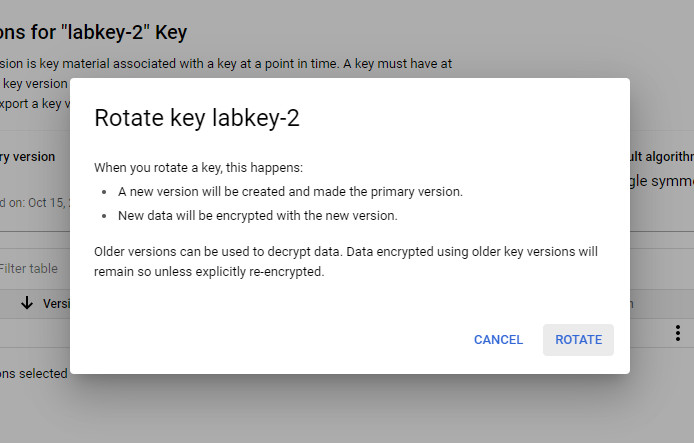 ons for "labkey-2" Key
sion is key material associated with a key at a point in time. A key must have at
key version
export a key v
Rotate key labkey-2
When you rotate a key, this happens:
A new version will be created and made the primary version.
New data will be encrypted with the new version.
Older versions can be used to decrypt data. Data encrypted using older key versions will
remain so unless explicitly re-encrypted.
CANCEL ROTATE
ry version
ult algorithm
d on: Oct 15, 2
gle symme
Filter table
Versi
n
ons selected